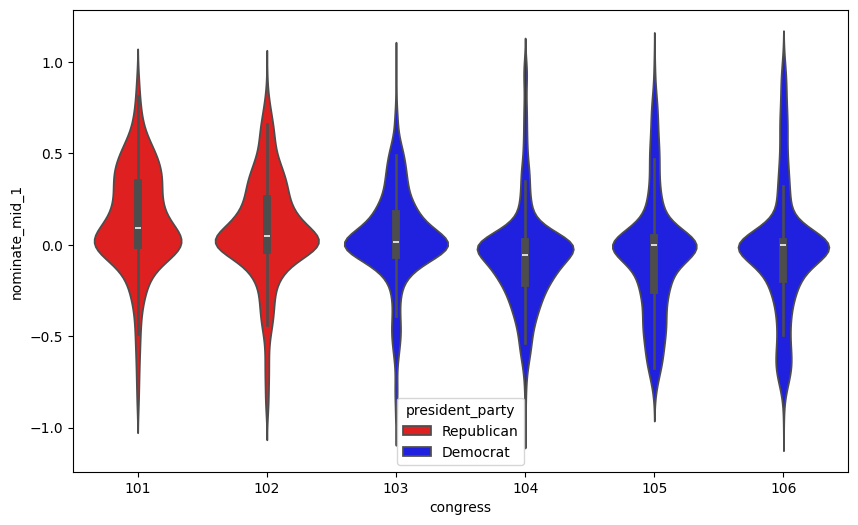 1.0
0.5
0.0
−0.5
−1.0
nominate_mid_1
president_party
Republican
Democrat
101 102 103 104 105 106
congress